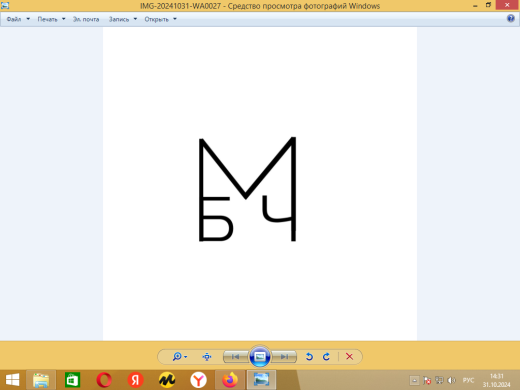 IMG-20241031-WA0027 - Средство просмотра фотографий Windows
Файл Печать Эл. почта Запись Открыть
М
Б Ч
РУС
14:31
31.10.2024